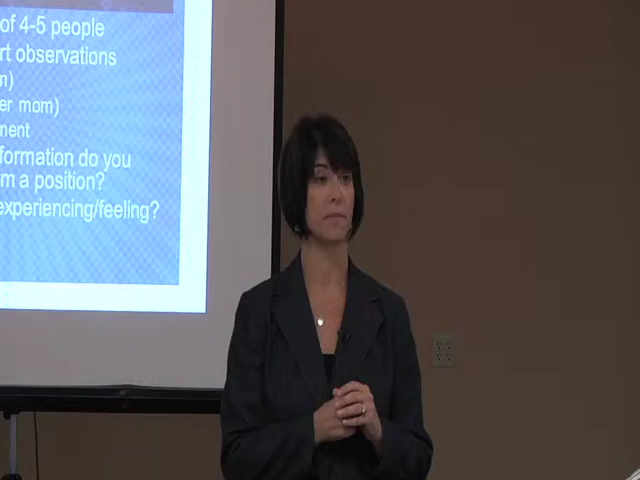 of 4-5 people
rt observations
m)
er mom)
ment
formation do you
m a position?
experiencing/feeling?